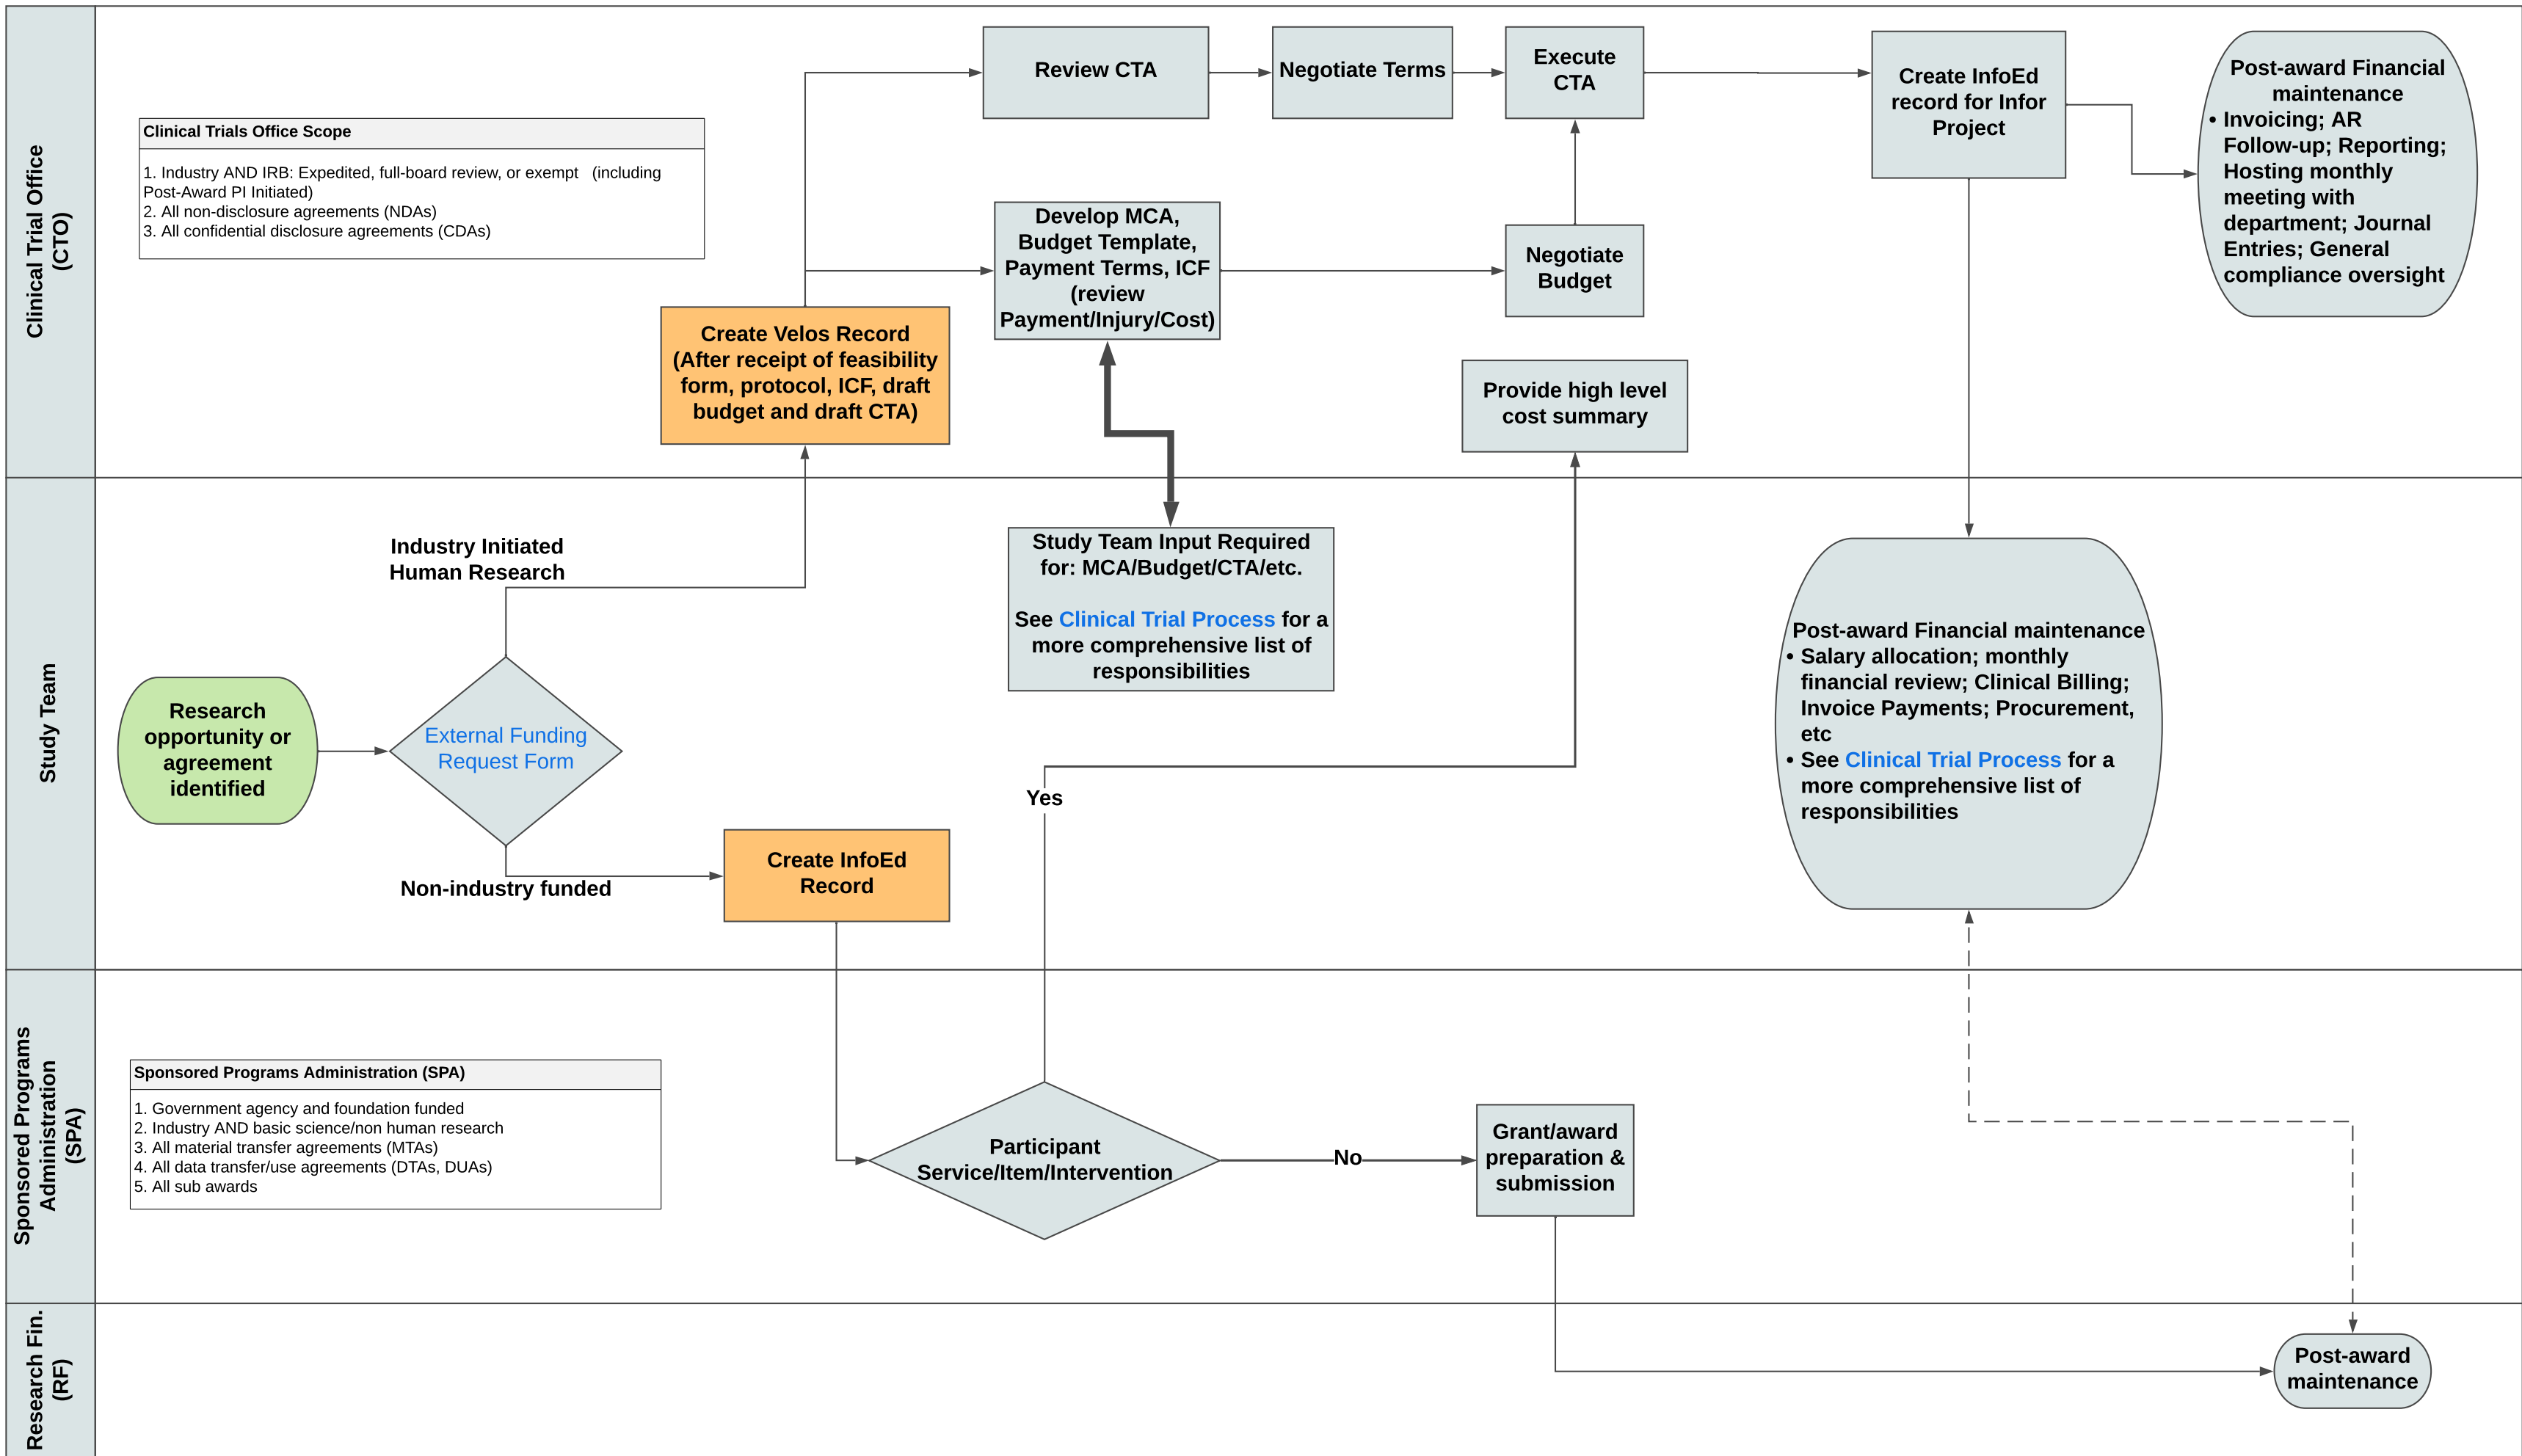 Clinical Trial Office
(CTO)
Clinical Trials Office Scope
1. Industry AND IRB: Expedited, full-board review, or exempt   (including
Post-Award PI Initiated)
2. All non-disclosure agreements (NDAs)
3. All confidential disclosure agreements (CDAs)
Create Velos Record
(After receipt of feasibility
form, protocol, ICF, draft
budget and draft CTA)
Review CTA
Negotiate Terms
Execute
CTA
Create InfoEd
record for Infor
Project
Post-award Financial
maintenance
• Invoicing; AR
Follow-up; Reporting;
Hosting monthly
meeting with
department; Journal
Entries; General
compliance oversight
Develop MCA,
Budget Template,
Payment Terms, ICF
(review
Payment/Injury/Cost)
Negotiate
Budget
Provide high level
cost summary
Study Team
Research
opportunity or
agreement
identified
External Funding
Request Form
Industry Initiated
Human Research
Non-industry funded
Create InfoEd
Record
Study Team Input Required
for: MCA/Budget/CTA/etc.
See Clinical Trial Process for a
more comprehensive list of
responsibilities
Yes
Post-award Financial maintenance
• Salary allocation; monthly
financial review; Clinical Billing;
Invoice Payments; Procurement,
etc
• See Clinical Trial Process for a
more comprehensive list of
responsibilities
Sponsored Programs
Administration
(SPA)
Sponsored Programs Administration (SPA)
1. Government agency and foundation funded
2. Industry AND basic science/non human research
3. All material transfer agreements (MTAs)
4. All data transfer/use agreements (DTAs, DUAs)
5. All sub awards
Participant
Service/Item/Intervention
No
Grant/award
preparation &
submission
Research Fin.
(RF)
Post-award
maintenance